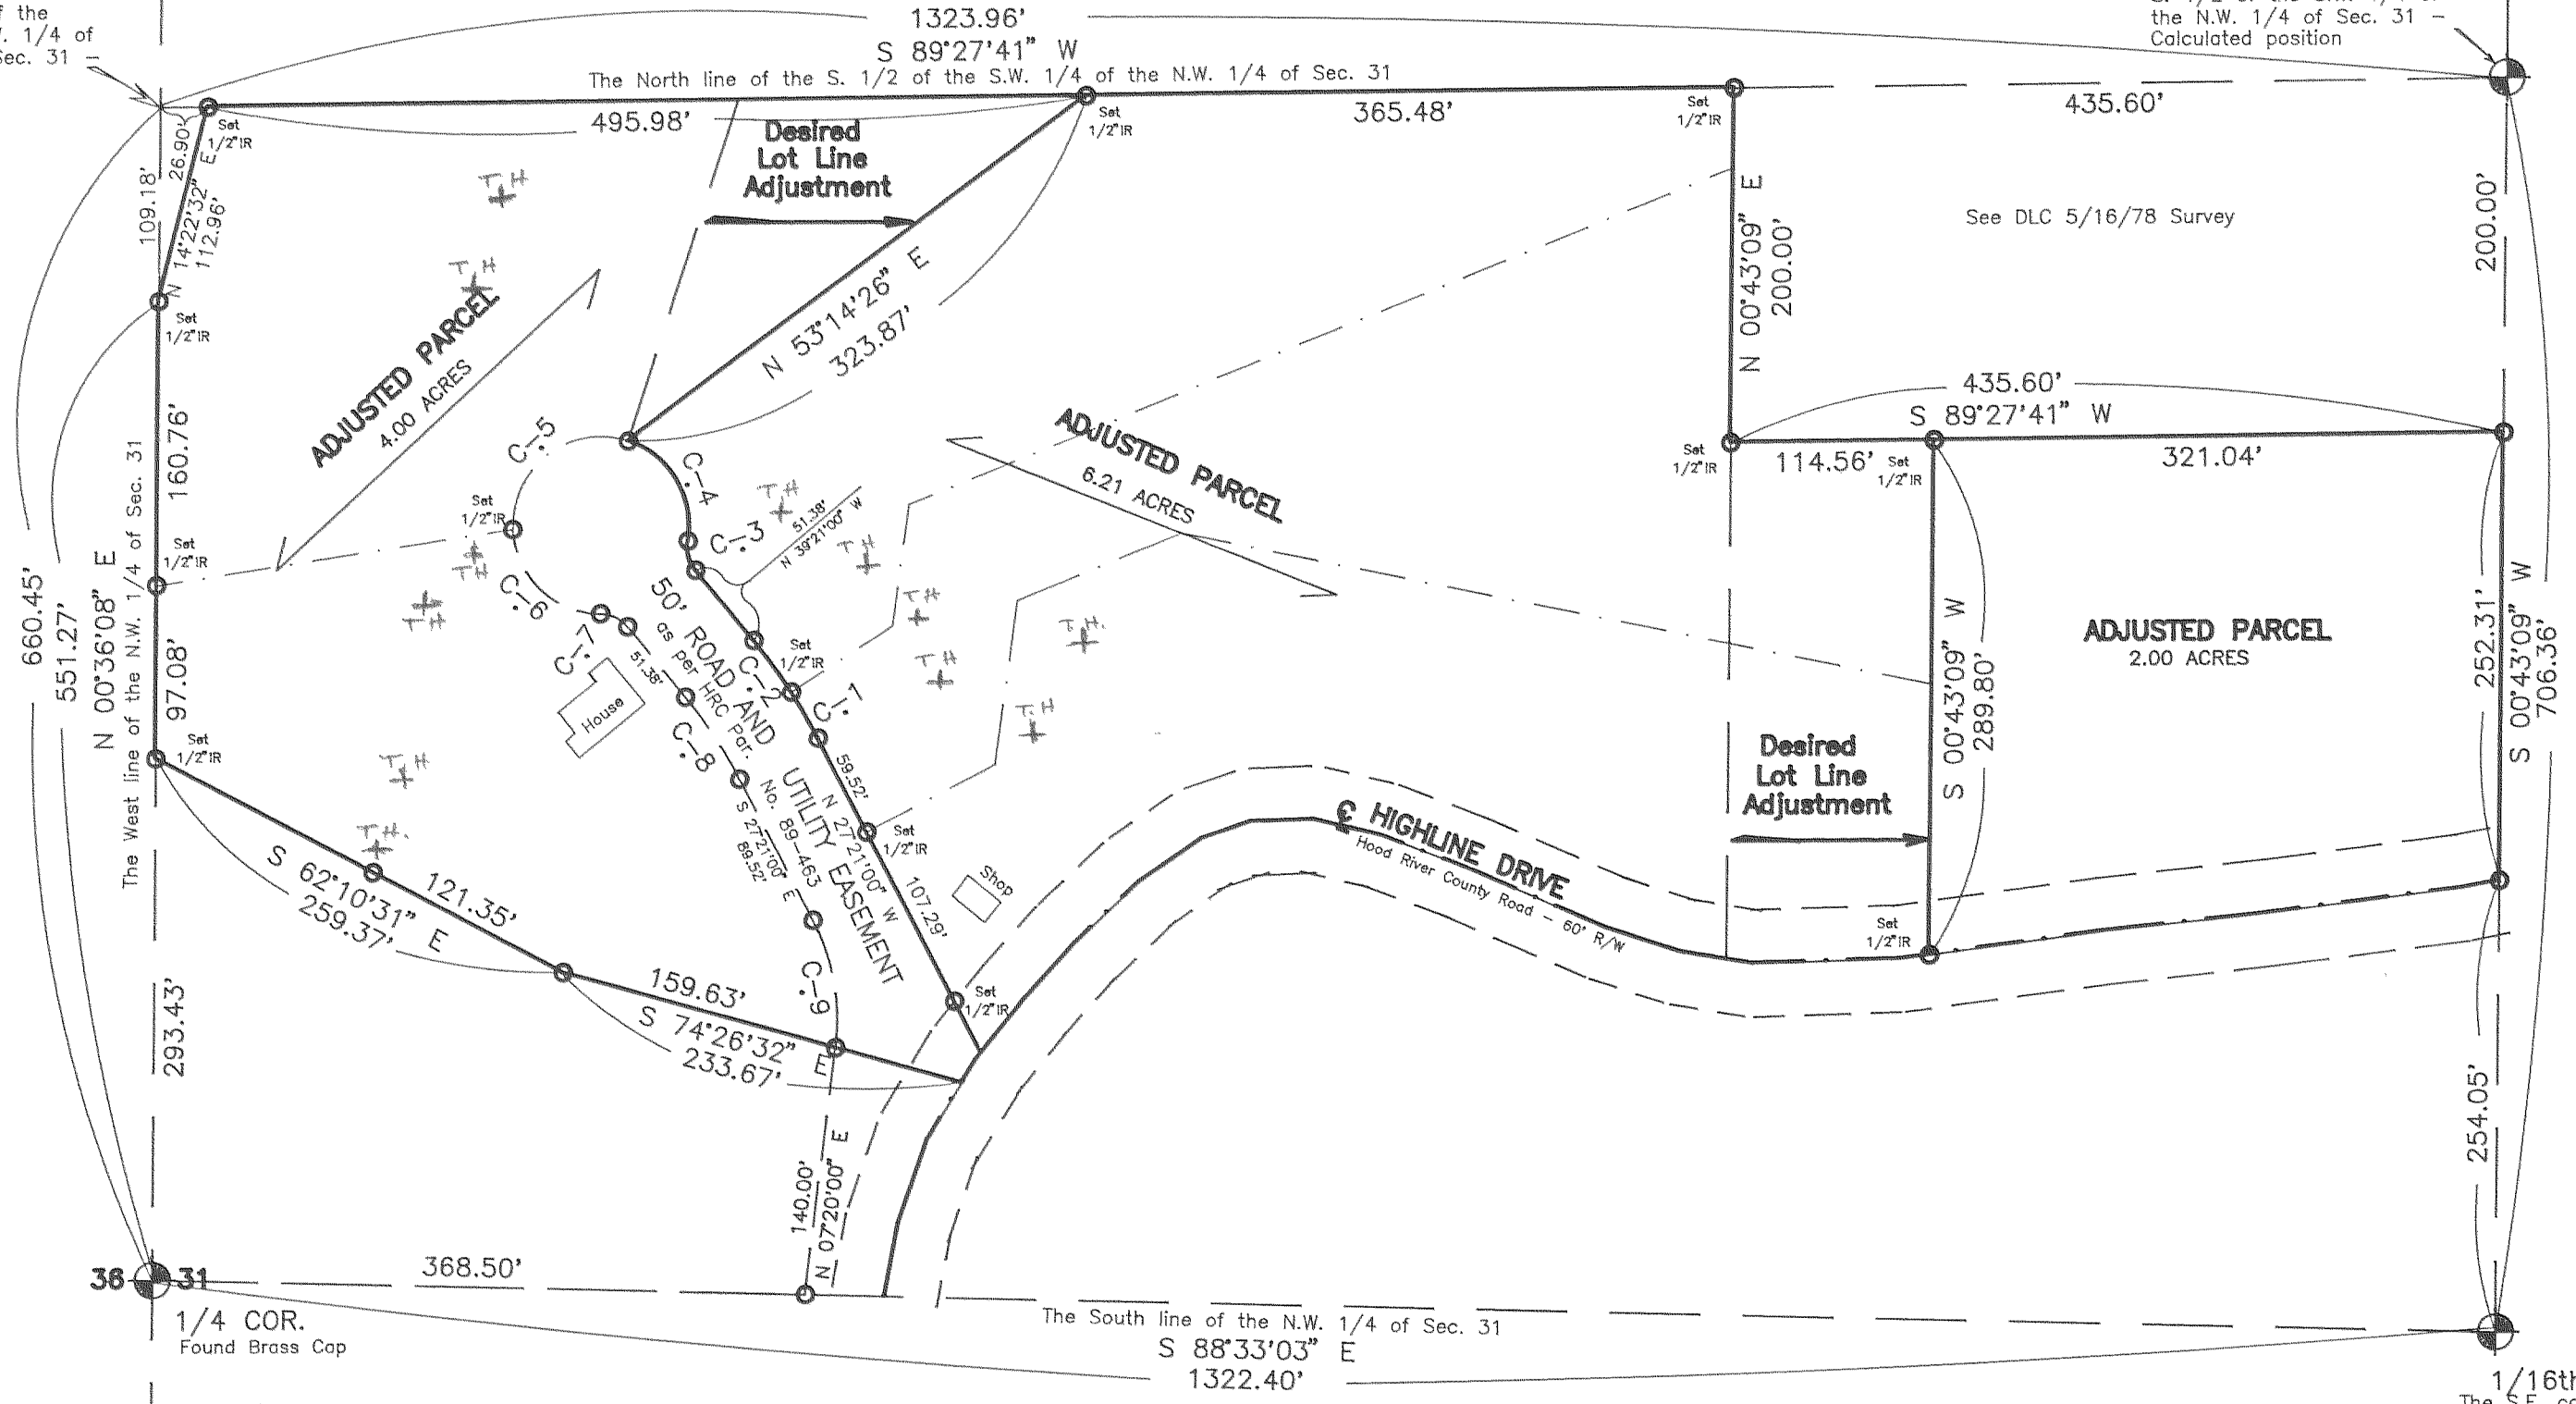 f the
. 1/4 of
Sec. 31 –
1323.96'
S 89°27'41" W
The North line of the S. 1/2 of the S.W. 1/4 of the N.W. 1/4 of Sec. 31
the N.W. 1/4 of Sec. 31 –
Calculated position
495.98'
365.48'
435.60'
Set
1/2"IR
Set
1/2"IR
Set
1/2"IR
26.90'
109.18'
N 14°22'32" E
112.96'
Desired
Lot Line
Adjustment
T.H
T.H
N 00°43'09" E
200.00'
See DLC 5/16/78 Survey
200.00'
Set
1/2"IR
ADJUSTED PARCEL
4.00 ACRES
N 53°14'26" E
323.87'
435.60'
S 89°27'41" W
Set
1/2"IR
114.56'
Set
1/2"IR
321.04'
160.76'
C.-5
C.-4
C.-3
51.38'
N 39°21'00" W
ADJUSTED PARCEL
6.21 ACRES
T H
T H
T H
T H.
T H
T.H
Set
1/2"IR
TH
TH
Set
1/2"IR
C.-6
C.-7
House
51.38'
C.-8
50' ROAD AND UTILITY EASEMENT
as per HRC Par. No. 89-463
C.-2
C.-1
Set
1/2"IR
660.45'
551.27'
N 00°36'08" E
The West line of the N.W. 1/4 of Sec. 31
97.08'
Set
1/2"IR
T.H
T.H.
S 00°43'09" W
289.80'
ADJUSTED PARCEL
2.00 ACRES
252.31'
S 00°43'09" W
706.36'
59.52'
N 27°21'00" W
107.29'
Set
1/2"IR
S 27°21'00" E
89.52'
Shop
Desired
Lot Line
Adjustment
℄ HIGHLINE DRIVE
Hood River County Road – 60' R/W
Set
1/2"IR
S 62°10'31" E
259.37'
121.35'
159.63'
S 74°26'32" E
233.67'
C.-9
Set
1/2"IR
293.43'
140.00'
N 07°20'00" E
254.05'
36
31
368.50'
1/4 COR.
Found Brass Cap
The South line of the N.W. 1/4 of Sec. 31
S 88°33'03" E
1322.40'
1/16th